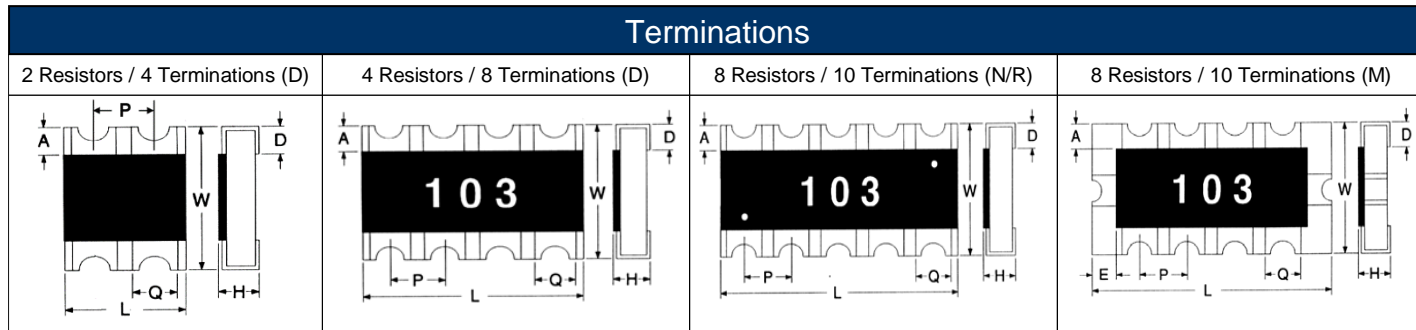 Terminations
2 Resistors / 4 Terminations (D)
4 Resistors / 8 Terminations (D)
8 Resistors / 10 Terminations (N/R)
8 Resistors / 10 Terminations (M)
P
A
D
W
Q
H
L
A
D
103
W
P
Q
H
L
A
D
103
W
P
Q
H
L
A
D
103
W
E
P
Q
H
L